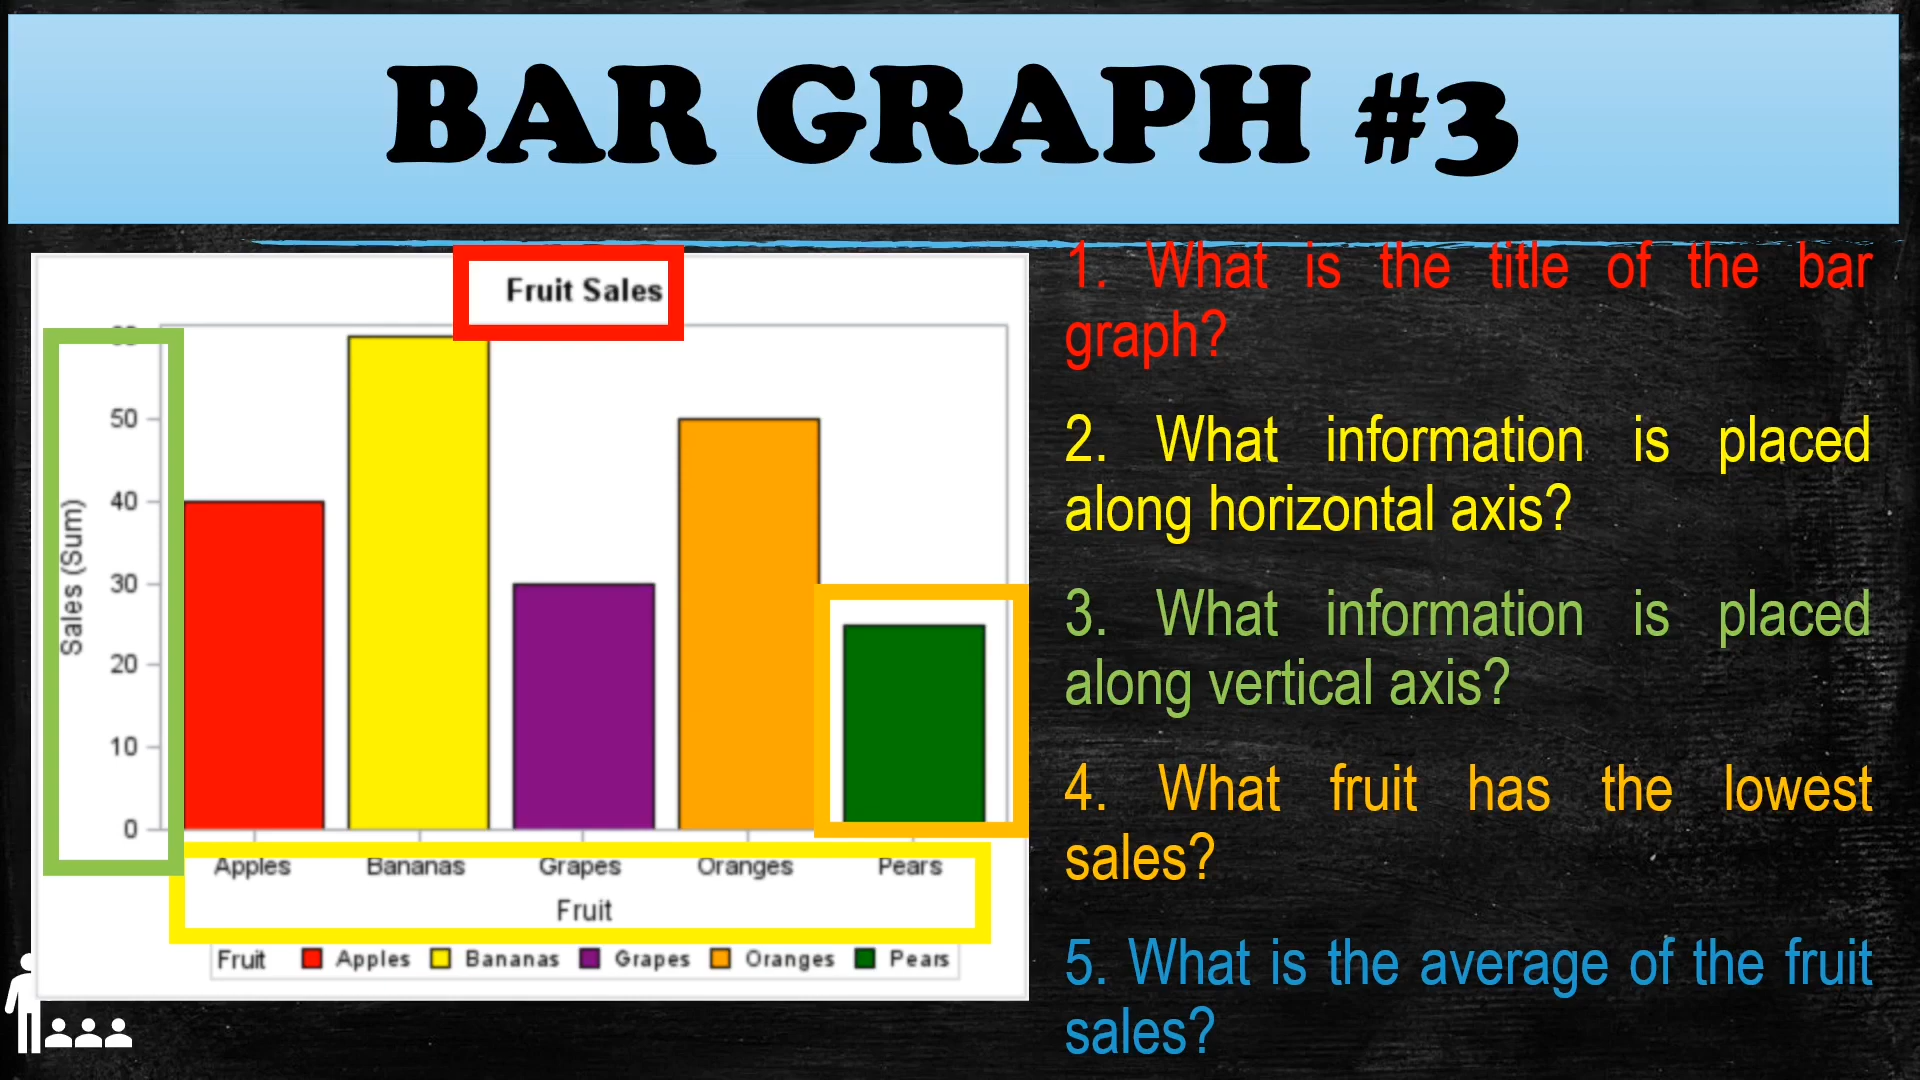 BAR GRAPH #3
Fruit Sales
50
40
30
20
10
0
Sales (Sum)
Apples Bananas Grapes Oranges Pears
Fruit
Fruit Apples Bananas Grapes Oranges Pears
1. What is the title of the bar
graph?
2. What information is placed
along horizontal axis?
3. What information is placed
along vertical axis?
4. What fruit has the lowest
sales?
5. What is the average of the fruit
sales?